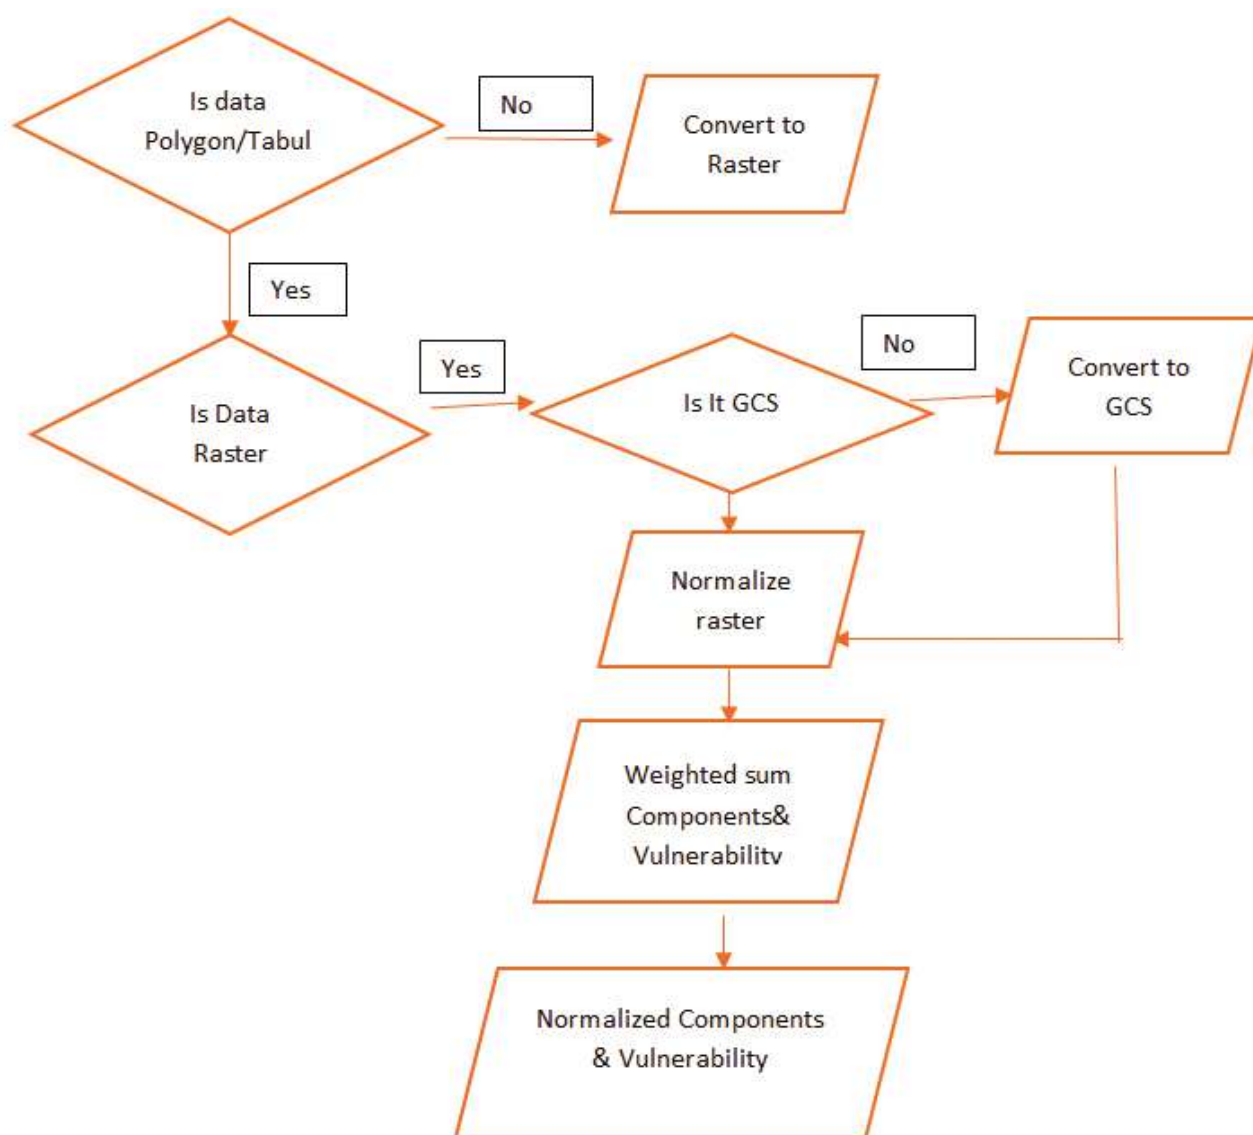 Is data
Polygon/Tabul
No
Convert to
Raster
Yes
Is Data
Raster
Yes
Is It GCS
No
Convert to
GCS
Normalize
raster
Weighted sum
Components&
Vulnerability
Normalized Components
& Vulnerability